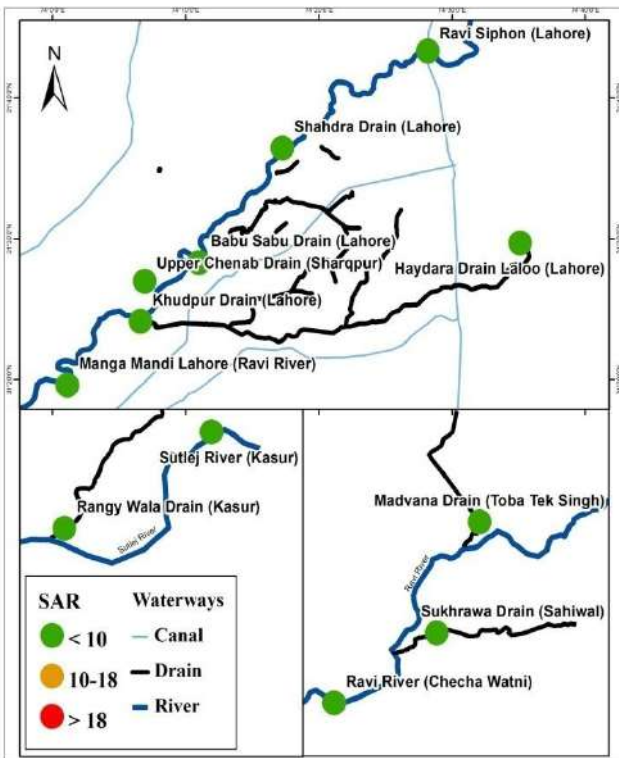 N
Ravi Siphon (Lahore)
Shahdra Drain (Lahore)
Babu Sabu Drain (Lahore)
Upper Chenab Drain (Sharqpur)
Haydara Drain Laloo (Lahore)
Khudpur Drain (Lahore)
Manga Mandi Lahore (Ravi River)
Sutlej River (Kasur)
Rangy Wala Drain (Kasur)
Sutlej River
Madvana Drain (Toba Tek Singh)
Ravi River
Sukhrawa Drain (Sahiwal)
Ravi River (Checha Watni)
SAR Waterways
< 10 Canal
10-18 Drain
> 18 River